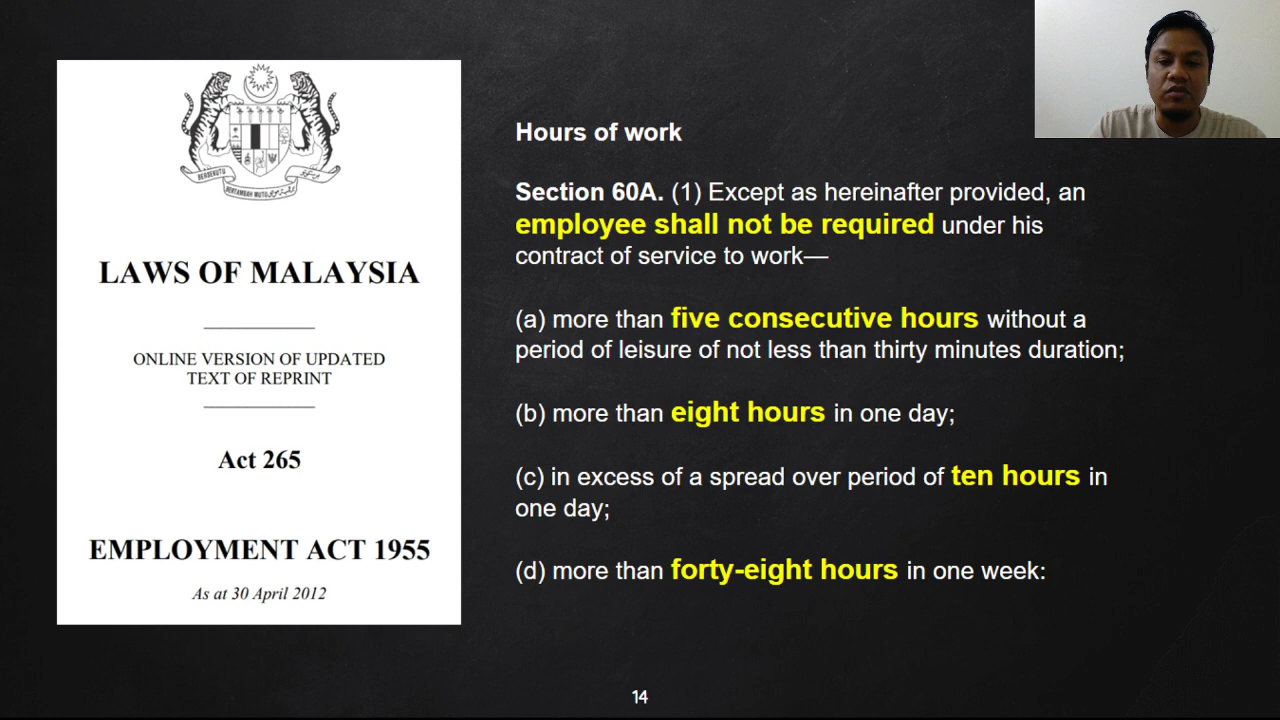 BERSEKUTU
BERTAMBAH MUTU
LAWS OF MALAYSIA
ONLINE VERSION OF UPDATED
TEXT OF REPRINT
Act 265
EMPLOYMENT ACT 1955
As at 30 April 2012
Hours of work
Section 60A. (1) Except as hereinafter provided, an
employee shall not be required under his
contract of service to work—
(a) more than five consecutive hours without a
period of leisure of not less than thirty minutes duration;
(b) more than eight hours in one day;
(c) in excess of a spread over period of ten hours in
one day;
(d) more than forty-eight hours in one week:
14